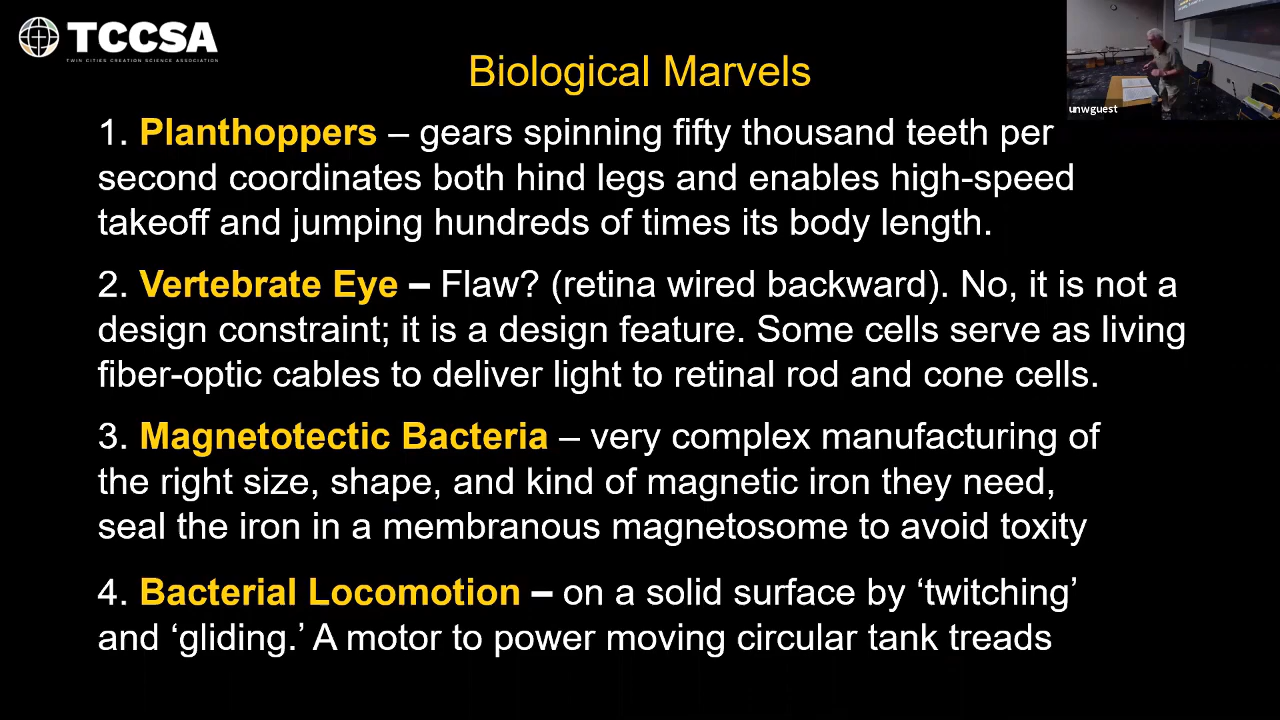 TCCSA
TWIN CITIES CREATION SCIENCE ASSOCIATION
Biological Marvels
unwguest
1. Planthoppers – gears spinning fifty thousand teeth per
second coordinates both hind legs and enables high-speed
takeoff and jumping hundreds of times its body length.
2. Vertebrate Eye – Flaw? (retina wired backward). No, it is not a
design constraint; it is a design feature. Some cells serve as living
fiber-optic cables to deliver light to retinal rod and cone cells.
3. Magnetotectic Bacteria – very complex manufacturing of
the right size, shape, and kind of magnetic iron they need,
seal the iron in a membranous magnetosome to avoid toxity
4. Bacterial Locomotion – on a solid surface by ‘twitching’
and ‘gliding.’ A motor to power moving circular tank treads